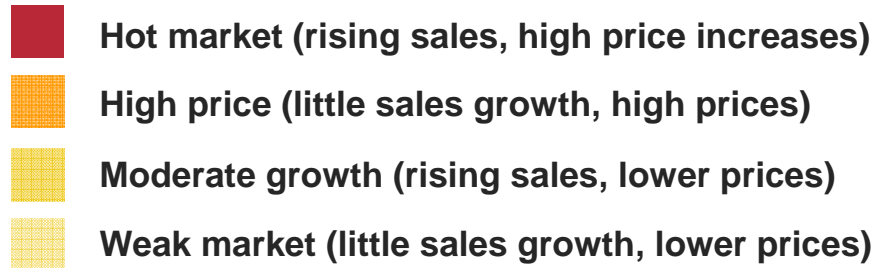 Hot market (rising sales, high price increases)
High price (little sales growth, high prices)
Moderate growth (rising sales, lower prices)
Weak market (little sales growth, lower prices)